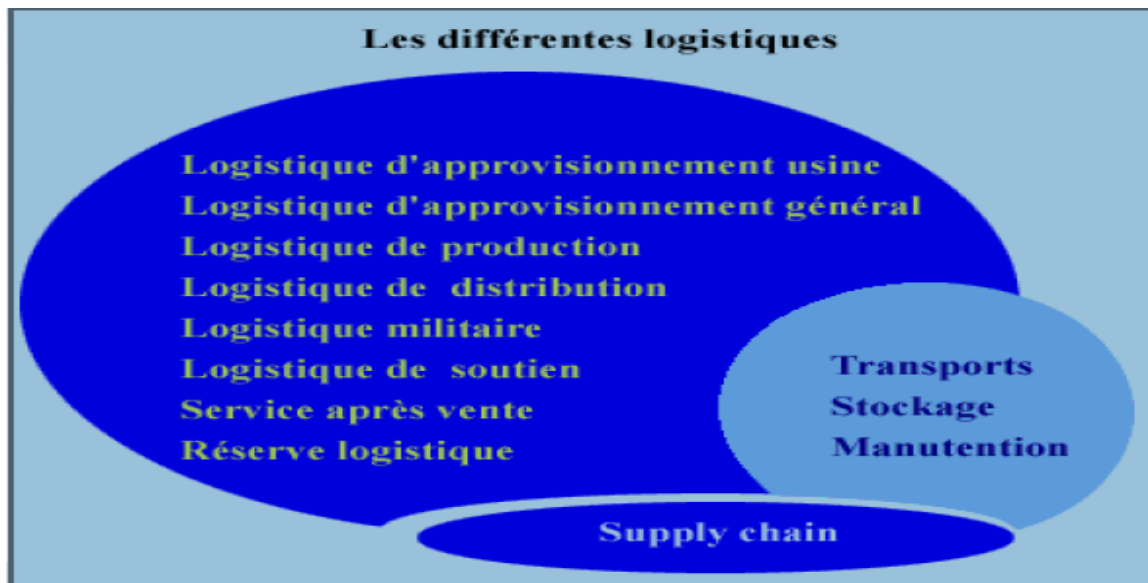 Les différentes logistiques
Logistique d'approvisionnement usine
Logistique d'approvisionnement général
Logistique de production
Logistique de distribution
Logistique militaire
Logistique de soutien
Service après vente
Réserve logistique
Transports
Stockage
Manutention
Supply chain